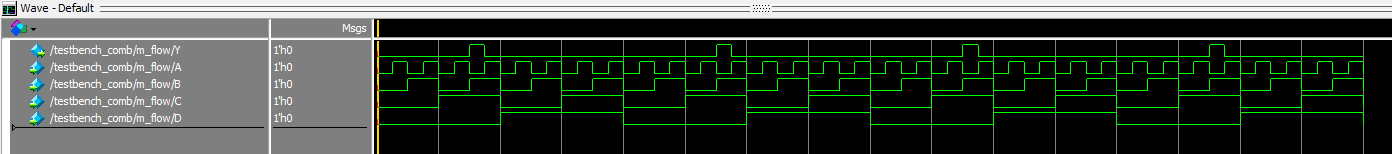 Wave - Default
Msgs
/testbench_comb/m_flow/Y 1'h0
/testbench_comb/m_flow/A 1'h0
/testbench_comb/m_flow/B 1'h0
/testbench_comb/m_flow/C 1'h0
/testbench_comb/m_flow/D 1'h0